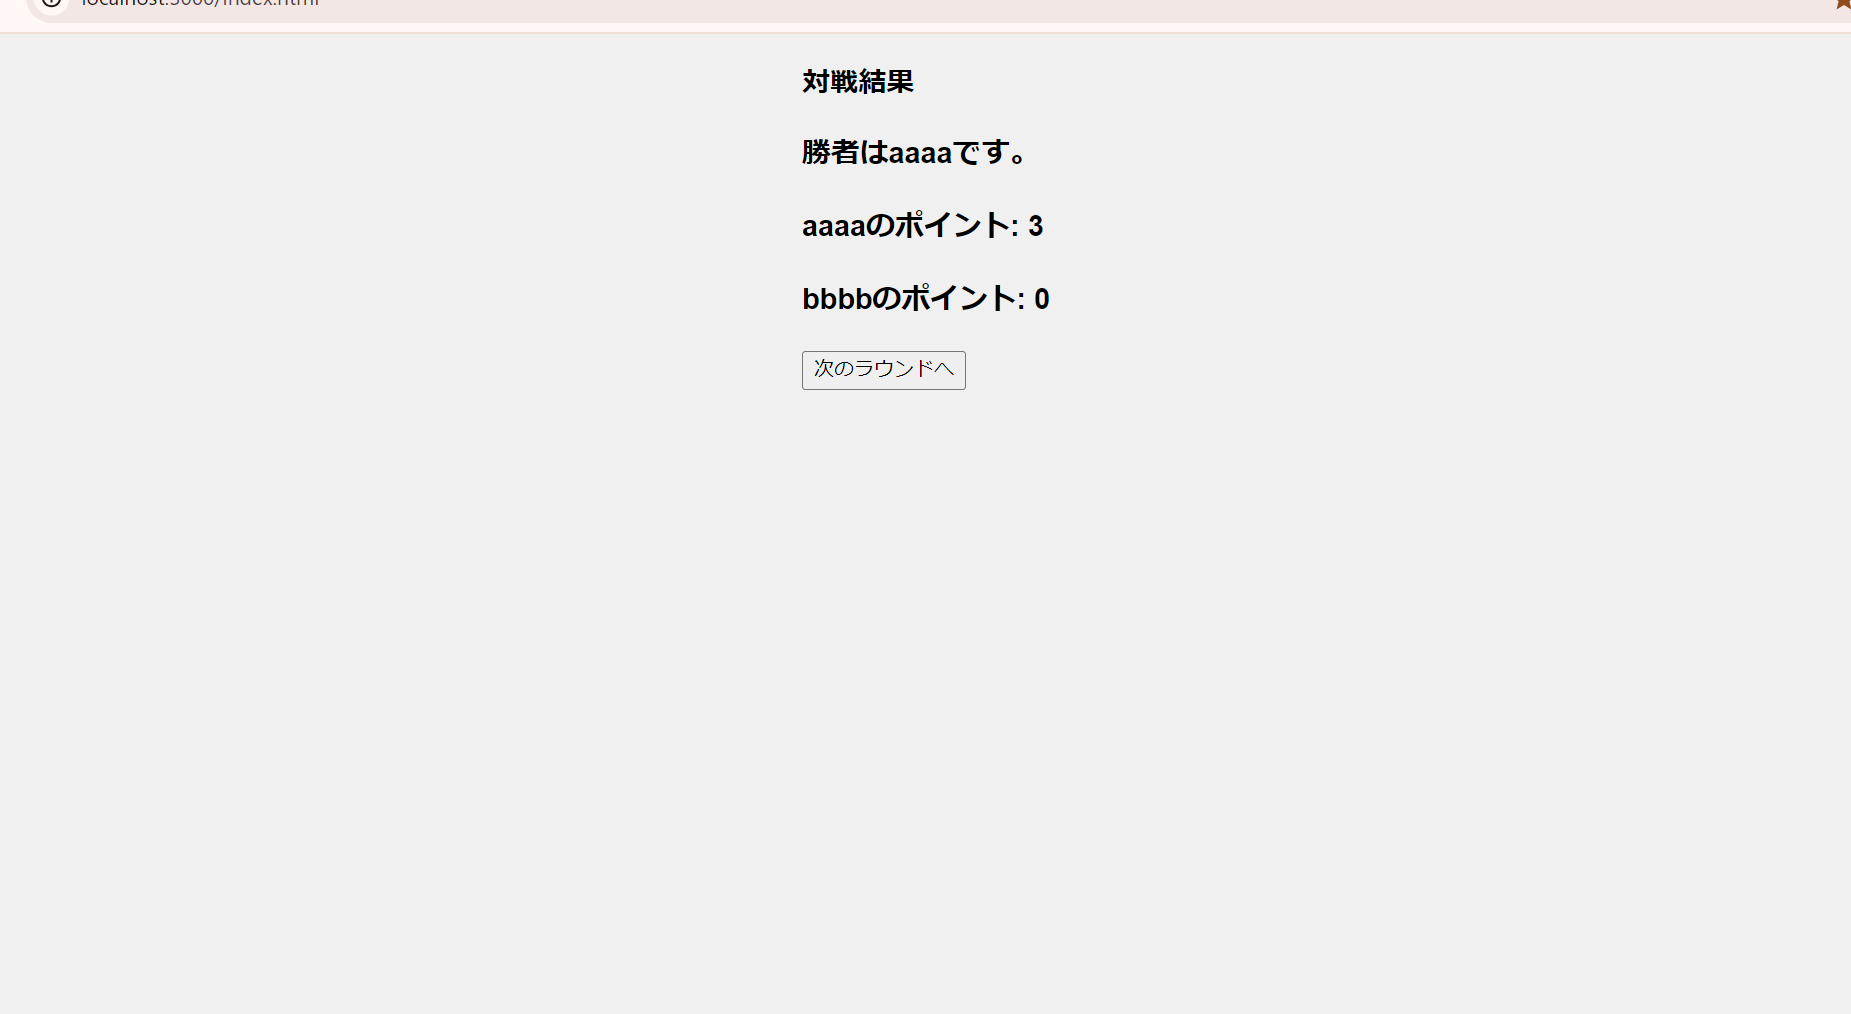 localhost:3000/index.html
対戦結果
勝者はaaaaです。
aaaaのポイント: 3
bbbbのポイント: 0
次のラウンドへ